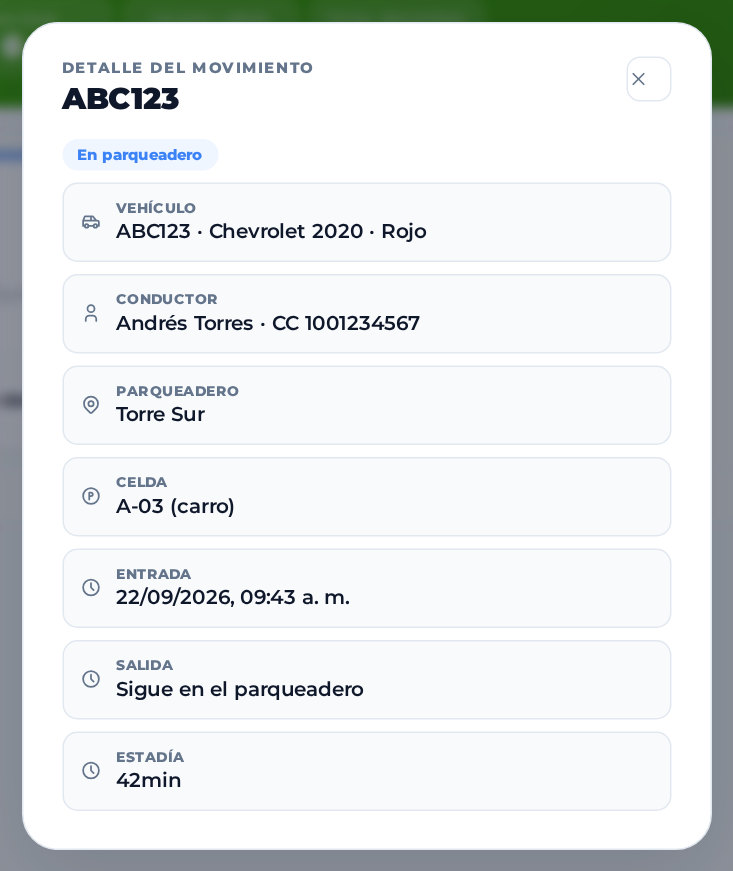 DETALLE DEL MOVIMIENTO
ABC123
En parqueadero
VEHÍCULO
ABC123 · Chevrolet 2020 · Rojo
CONDUCTOR
Andrés Torres · CC 1001234567
PARQUEADERO
Torre Sur
CELDA
A-03 (carro)
ENTRADA
22/09/2026, 09:43 a. m.
SALIDA
Sigue en el parqueadero
ESTADÍA
42min